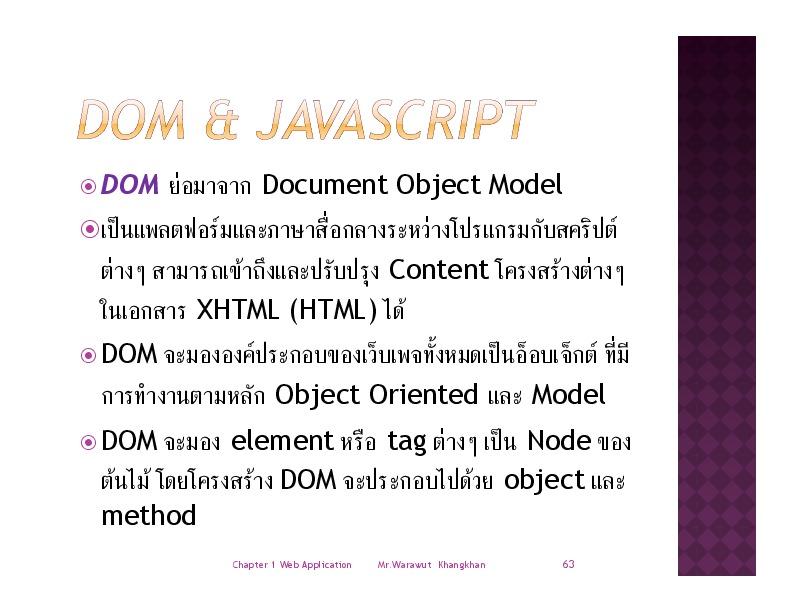 DOM & JAVASCRIPT
DOM ย่อมาจาก Document Object Model
เป็นแพลตฟอร์มและภาษาสื่อกลางระหว่างโปรแกรมกับสคริปต์
ต่างๆ สามารถเข้าถึงและปรับปรุง Content โครงสร้างต่างๆ
ในเอกสาร XHTML (HTML) ได้
DOM จะมององค์ประกอบของเว็บเพจทั้งหมดเป็นอ็อบเจ็กต์ ที่มี
การทำงานตามหลัก Object Oriented และ Model
DOM จะมอง element หรือ tag ต่างๆ เป็น Node ของ
ต้นไม้ โดยโครงสร้าง DOM จะประกอบไปด้วย object และ
method
Chapter 1 Web Application Mr.Warawut Khangkhan 63